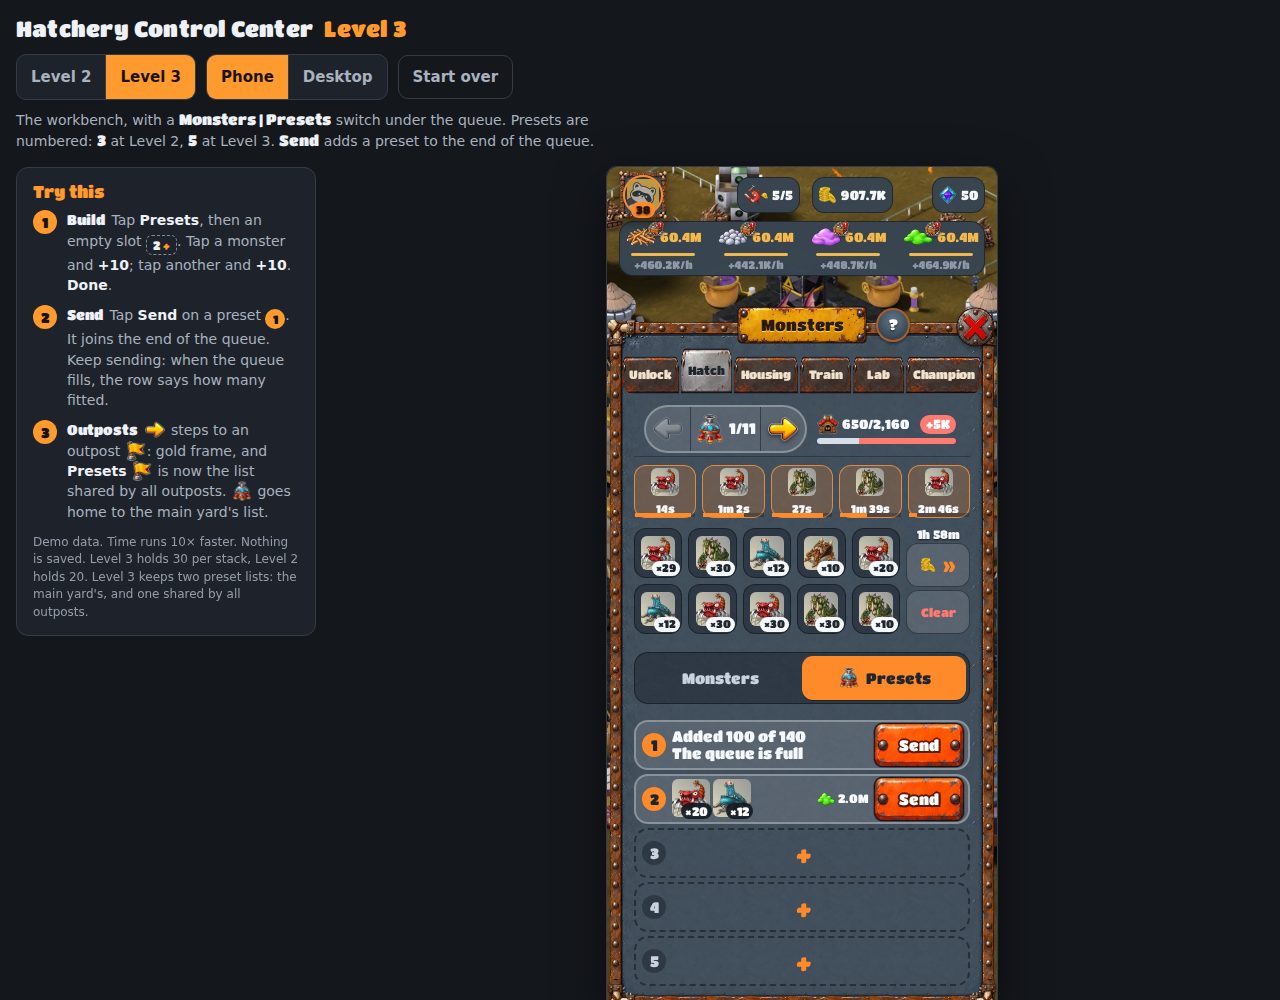 Hatchery Control Center Level 3
Level 2 Level 3 Phone Desktop Start over
The workbench, with a Monsters | Presets switch under the queue. Presets are
numbered: 3 at Level 2, 5 at Level 3. Send adds a preset to the end of the queue.
Try this
1 Build Tap Presets, then an
empty slot 2 +. Tap a monster
and +10; tap another and +10.
Done.
2 Send Tap Send on a preset 1.
It joins the end of the queue.
Keep sending: when the queue
fills, the row says how many
fitted.
3 Outposts steps to an
outpost : gold frame, and
Presets is now the list
shared by all outposts. goes
home to the main yard's list.
Demo data. Time runs 10× faster. Nothing
is saved. Level 3 holds 30 per stack, Level 2
holds 20. Level 3 keeps two preset lists: the
main yard's, and one shared by all
outposts.
30 5/5 907.7K 50
60.4M 60.4M 60.4M 60.4M
+460.2K/h +442.1K/h +448.7K/h +464.9K/h
Monsters ?
Unlock Hatch Housing Train Lab Champion
1/11 650/2,160 +5K
14s 1m 2s 27s 1m 39s 2m 46s
1h 58m
×29 ×30 ×12 ×10 ×20 »
×12 ×30 ×30 ×30 ×10 Clear
Monsters Presets
1 Added 100 of 140
The queue is full
Send
2 ×20 ×12 2.0M Send
3 +
4 +
5 +